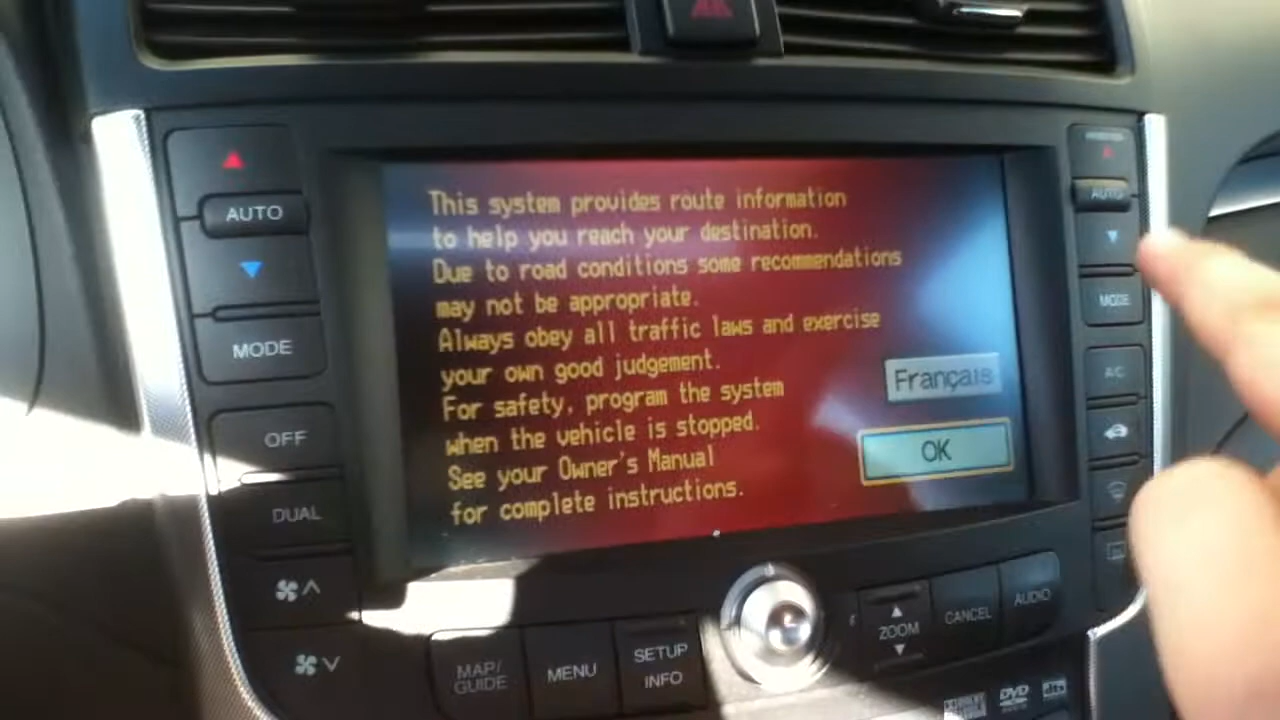 This system provides route information
to help you reach your destination.
Due to road conditions some recommendations
may not be appropriate.
Always obey all traffic laws and exercise
your own good judgement.
For safety, program the system
when the vehicle is stopped.
See your Owner's Manual
for complete instructions.
Français
OK
AUTO
MODE
OFF
DUAL
AUTO
MODE
A/C
MAP/
GUIDE
MENU
SETUP
INFO
ZOOM
CANCEL
AUDIO
DVD
dts